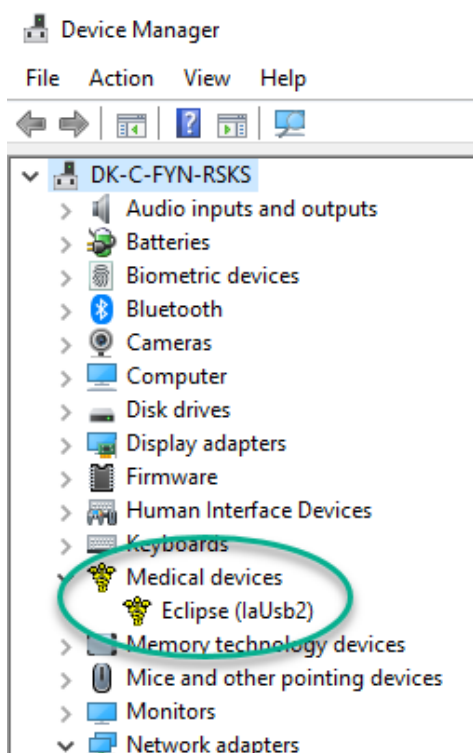 Device Manager
File Action View Help
DK-C-FYN-RSKS
Audio inputs and outputs
Batteries
Biometric devices
Bluetooth
Cameras
Computer
Disk drives
Display adapters
Firmware
Human Interface Devices
Keyboards
Medical devices
Eclipse (IaUsb2)
Memory technology devices
Mice and other pointing devices
Monitors
Network adapters